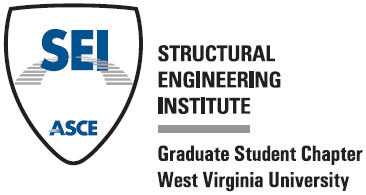 SEI
ASCE
STRUCTURAL
ENGINEERING
INSTITUTE
Graduate Student Chapter
West Virginia University